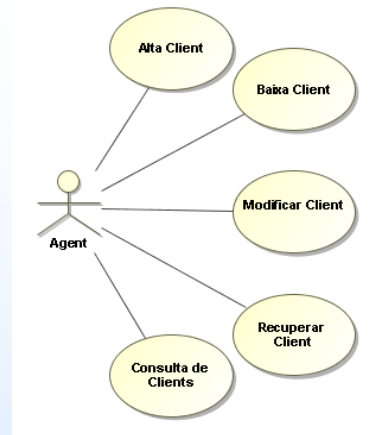 Alta Client
Baixa Client
Modificar Client
Agent
Recuperar
Client
Consulta de
Clients